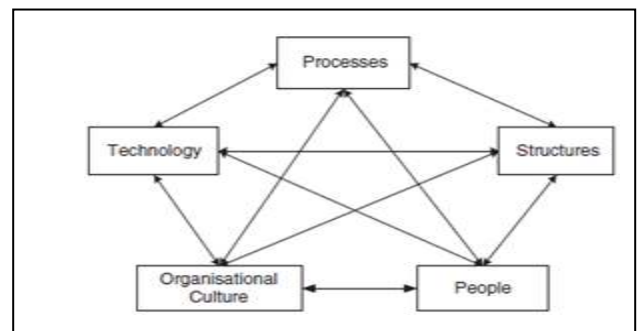 Processes
Technology
Structures
Organisational
Culture
People